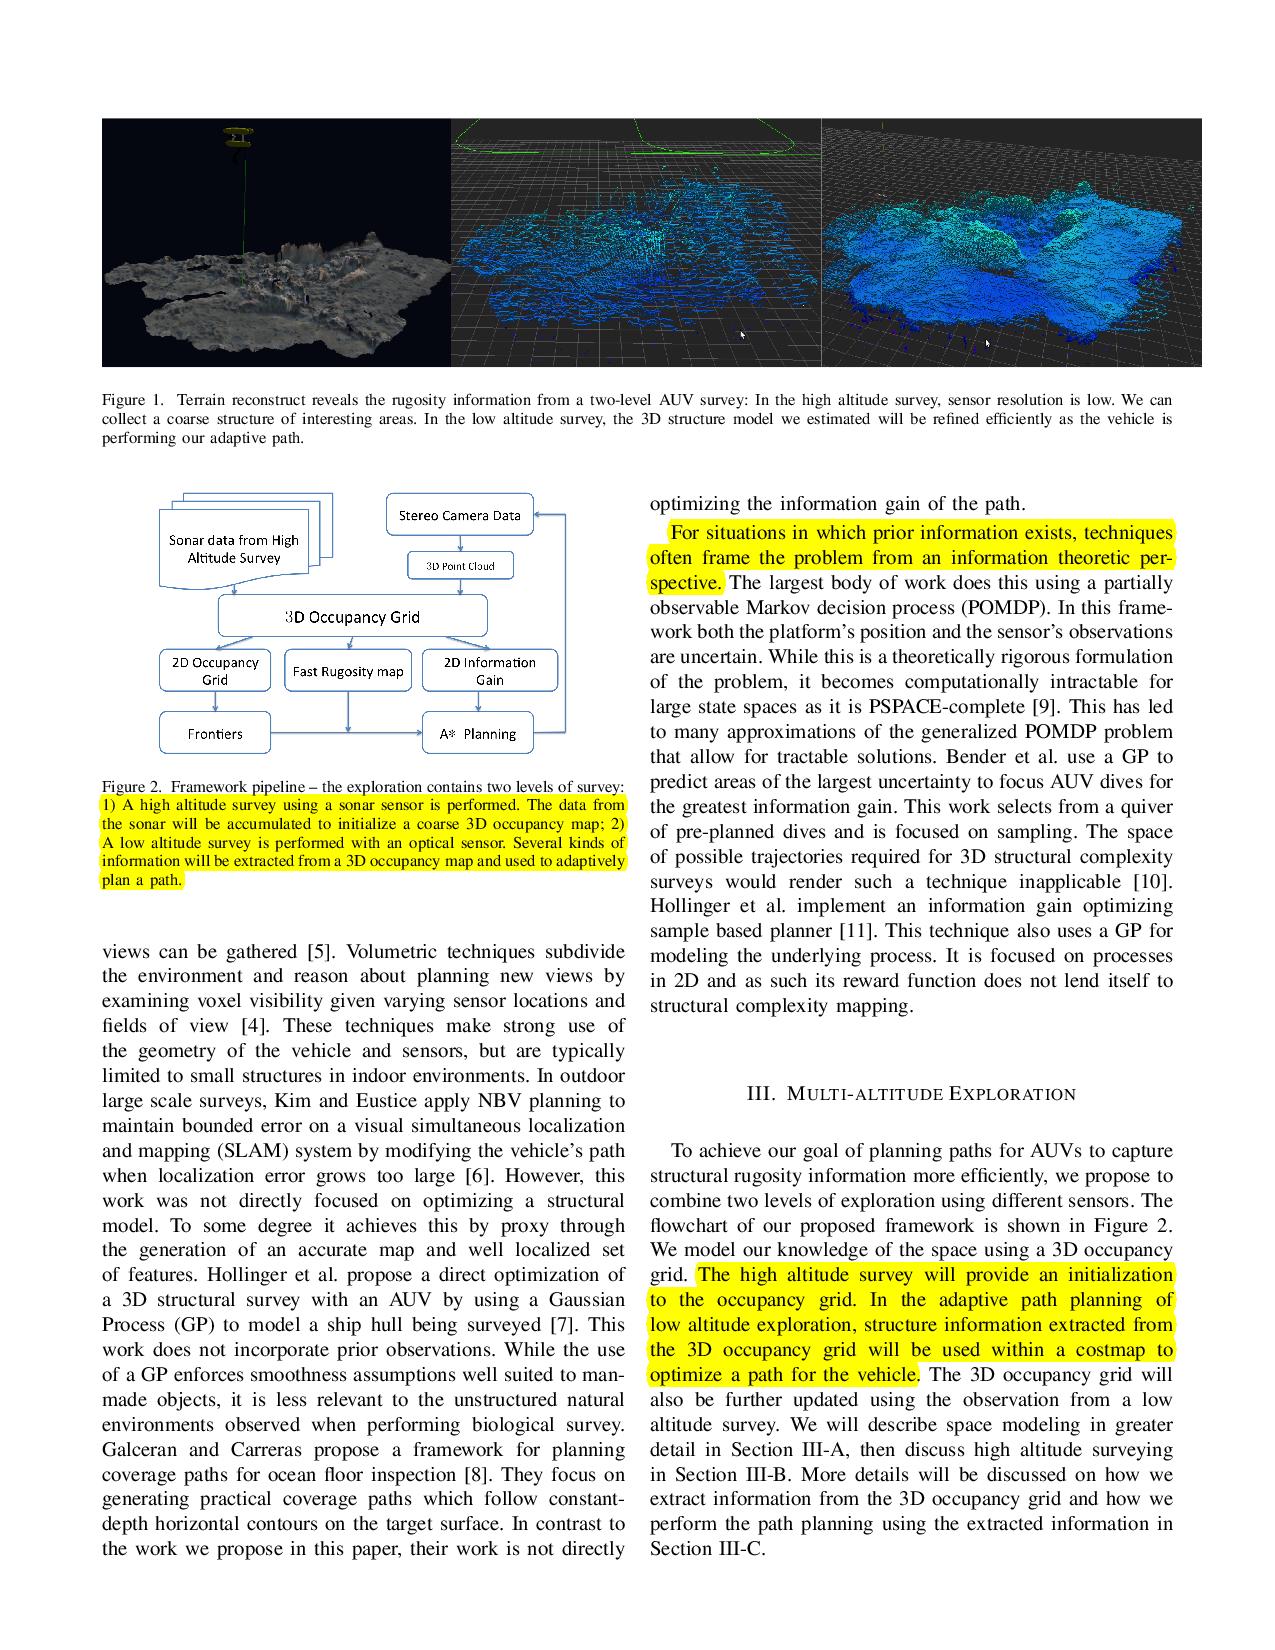 Figure 1. Terrain reconstruct reveals the rugosity information from a two-level AUV survey: In the high altitude survey, sensor resolution is low. We can
collect a coarse structure of interesting areas. In the low altitude survey, the 3D structure model we estimated will be refined efficiently as the vehicle is
performing our adaptive path.
Sonar data from High
Altitude Survey
Stereo Camera Data
3D Point Cloud
3D Occupancy Grid
2D Occupancy
Grid
Fast Rugosity map
2D Information
Gain
Frontiers
A* Planning
Figure 2. Framework pipeline – the exploration contains two levels of survey:
1) A high altitude survey using a sonar sensor is performed. The data from
the sonar will be accumulated to initialize a coarse 3D occupancy map; 2)
A low altitude survey is performed with an optical sensor. Several kinds of
information will be extracted from a 3D occupancy map and used to adaptively
plan a path.
views can be gathered [5]. Volumetric techniques subdivide
the environment and reason about planning new views by
examining voxel visibility given varying sensor locations and
fields of view [4]. These techniques make strong use of
the geometry of the vehicle and sensors, but are typically
limited to small structures in indoor environments. In outdoor
large scale surveys, Kim and Eustice apply NBV planning to
maintain bounded error on a visual simultaneous localization
and mapping (SLAM) system by modifying the vehicle's path
when localization error grows too large [6]. However, this
work was not directly focused on optimizing a structural
model. To some degree it achieves this by proxy through
the generation of an accurate map and well localized set
of features. Hollinger et al. propose a direct optimization of
a 3D structural survey with an AUV by using a Gaussian
Process (GP) to model a ship hull being surveyed [7]. This
work does not incorporate prior observations. While the use
of a GP enforces smoothness assumptions well suited to man-
made objects, it is less relevant to the unstructured natural
environments observed when performing biological survey.
Galceran and Carreras propose a framework for planning
coverage paths for ocean floor inspection [8]. They focus on
generating practical coverage paths which follow constant-
depth horizontal contours on the target surface. In contrast to
the work we propose in this paper, their work is not directly
optimizing the information gain of the path.
For situations in which prior information exists, techniques
often frame the problem from an information theoretic per-
spective. The largest body of work does this using a partially
observable Markov decision process (POMDP). In this frame-
work both the platform's position and the sensor's observations
are uncertain. While this is a theoretically rigorous formulation
of the problem, it becomes computationally intractable for
large state spaces as it is PSPACE-complete [9]. This has led
to many approximations of the generalized POMDP problem
that allow for tractable solutions. Bender et al. use a GP to
predict areas of the largest uncertainty to focus AUV dives for
the greatest information gain. This work selects from a quiver
of pre-planned dives and is focused on sampling. The space
of possible trajectories required for 3D structural complexity
surveys would render such a technique inapplicable [10].
Hollinger et al. implement an information gain optimizing
sample based planner [11]. This technique also uses a GP for
modeling the underlying process. It is focused on processes
in 2D and as such its reward function does not lend itself to
structural complexity mapping.
III. MULTI-ALTITUDE EXPLORATION
To achieve our goal of planning paths for AUVs to capture
structural rugosity information more efficiently, we propose to
combine two levels of exploration using different sensors. The
flowchart of our proposed framework is shown in Figure 2.
We model our knowledge of the space using a 3D occupancy
grid. The high altitude survey will provide an initialization
to the occupancy grid. In the adaptive path planning of
low altitude exploration, structure information extracted from
the 3D occupancy grid will be used within a costmap to
optimize a path for the vehicle. The 3D occupancy grid will
also be further updated using the observation from a low
altitude survey. We will describe space modeling in greater
detail in Section III-A, then discuss high altitude surveying
in Section III-B. More details will be discussed on how we
extract information from the 3D occupancy grid and how we
perform the path planning using the extracted information in
Section III-C.